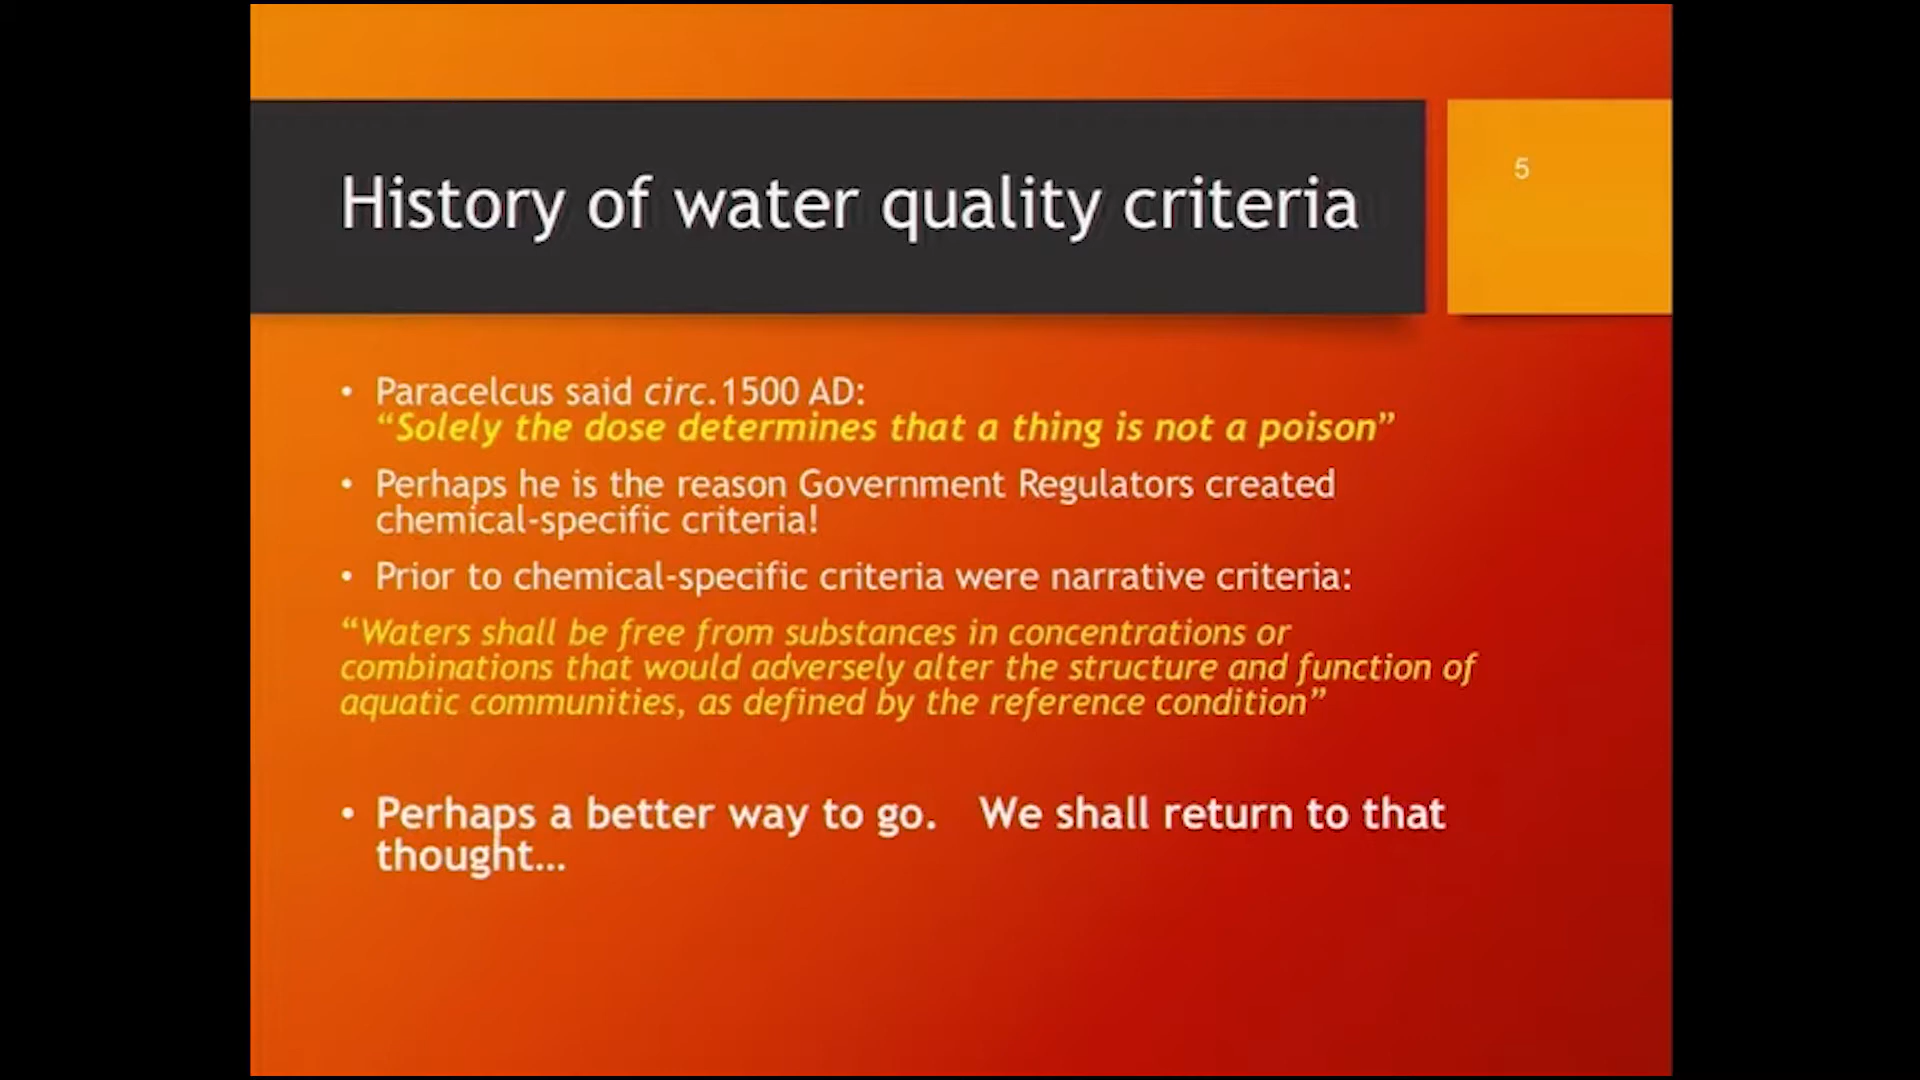 History of water quality criteria
5
• Paracelcus said circ.1500 AD:
“Solely the dose determines that a thing is not a poison”
• Perhaps he is the reason Government Regulators created
chemical-specific criteria!
• Prior to chemical-specific criteria were narrative criteria:
“Waters shall be free from substances in concentrations or
combinations that would adversely alter the structure and function of
aquatic communities, as defined by the reference condition”
• Perhaps a better way to go. We shall return to that
thought…